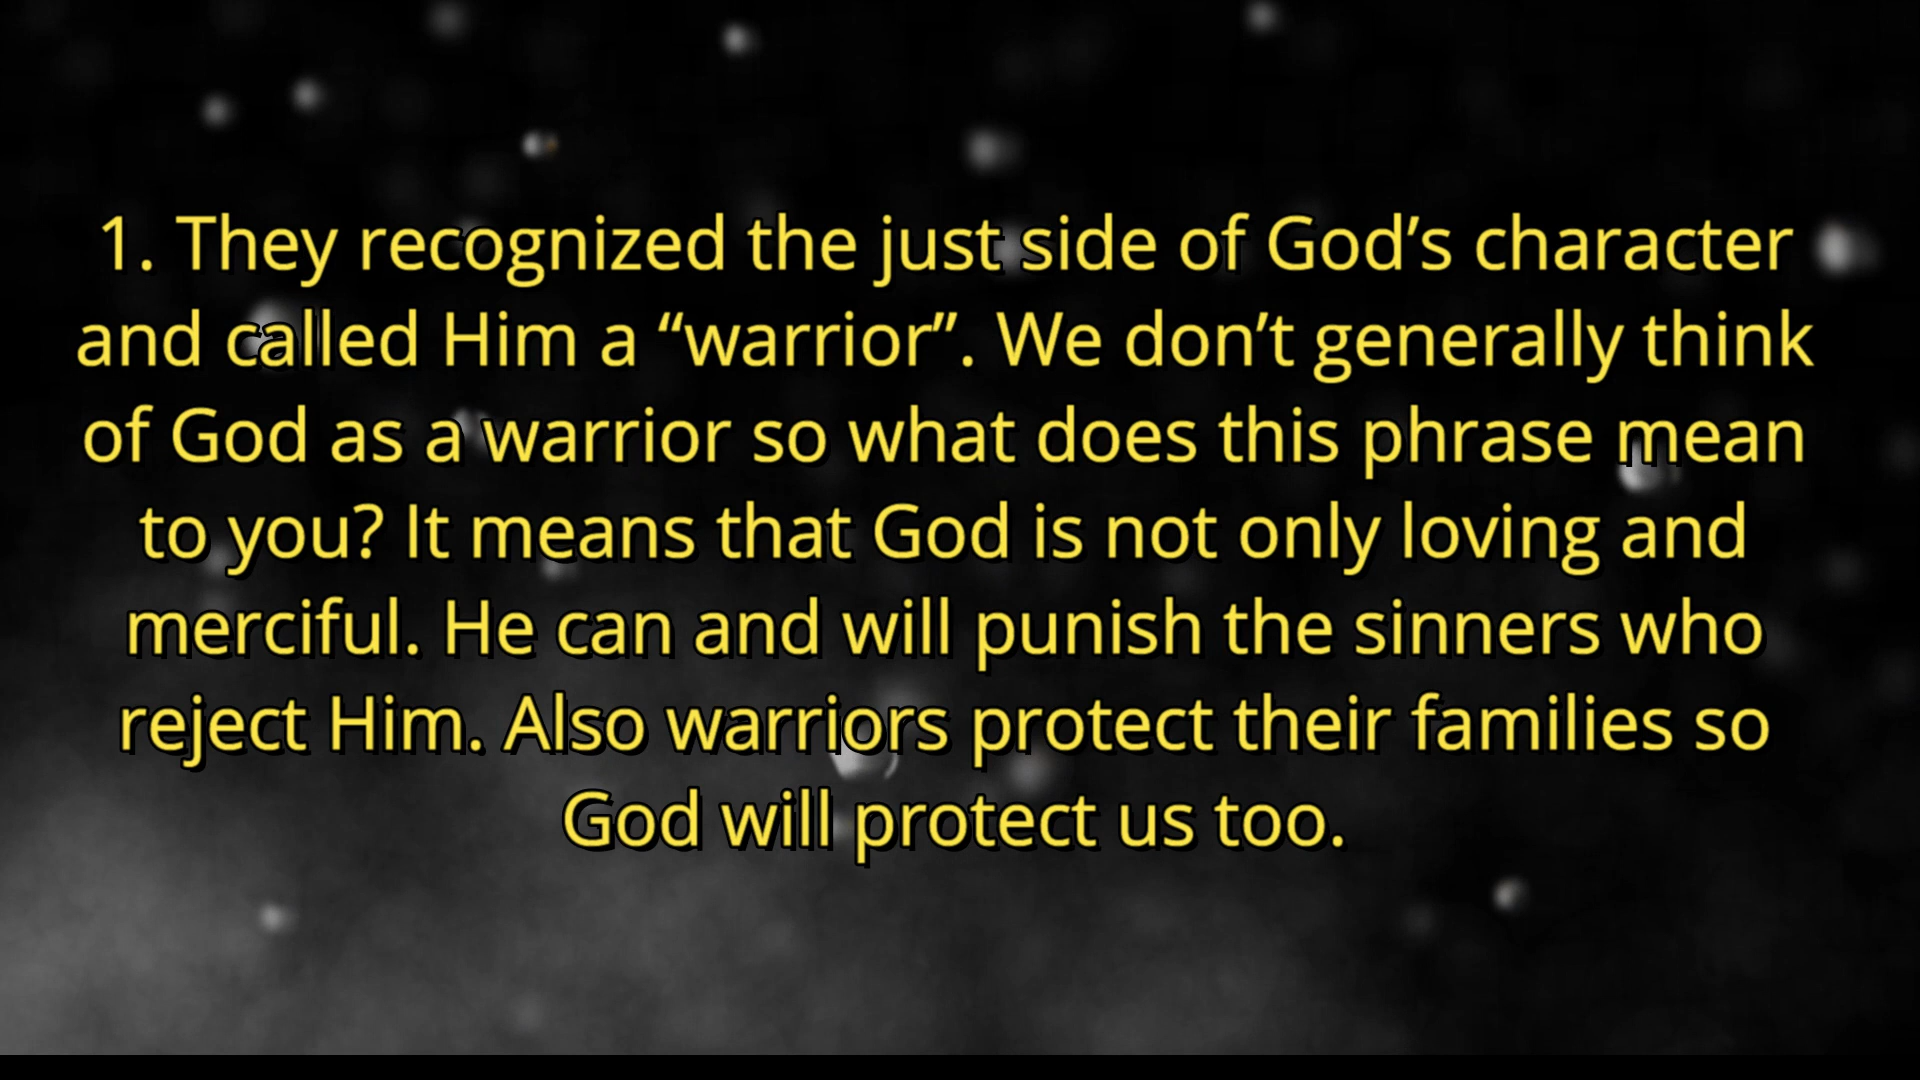 1. They recognized the just side of God’s character
and called Him a “warrior”. We don’t generally think
of God as a warrior so what does this phrase mean
to you? It means that God is not only loving and
merciful. He can and will punish the sinners who
reject Him. Also warriors protect their families so
God will protect us too.